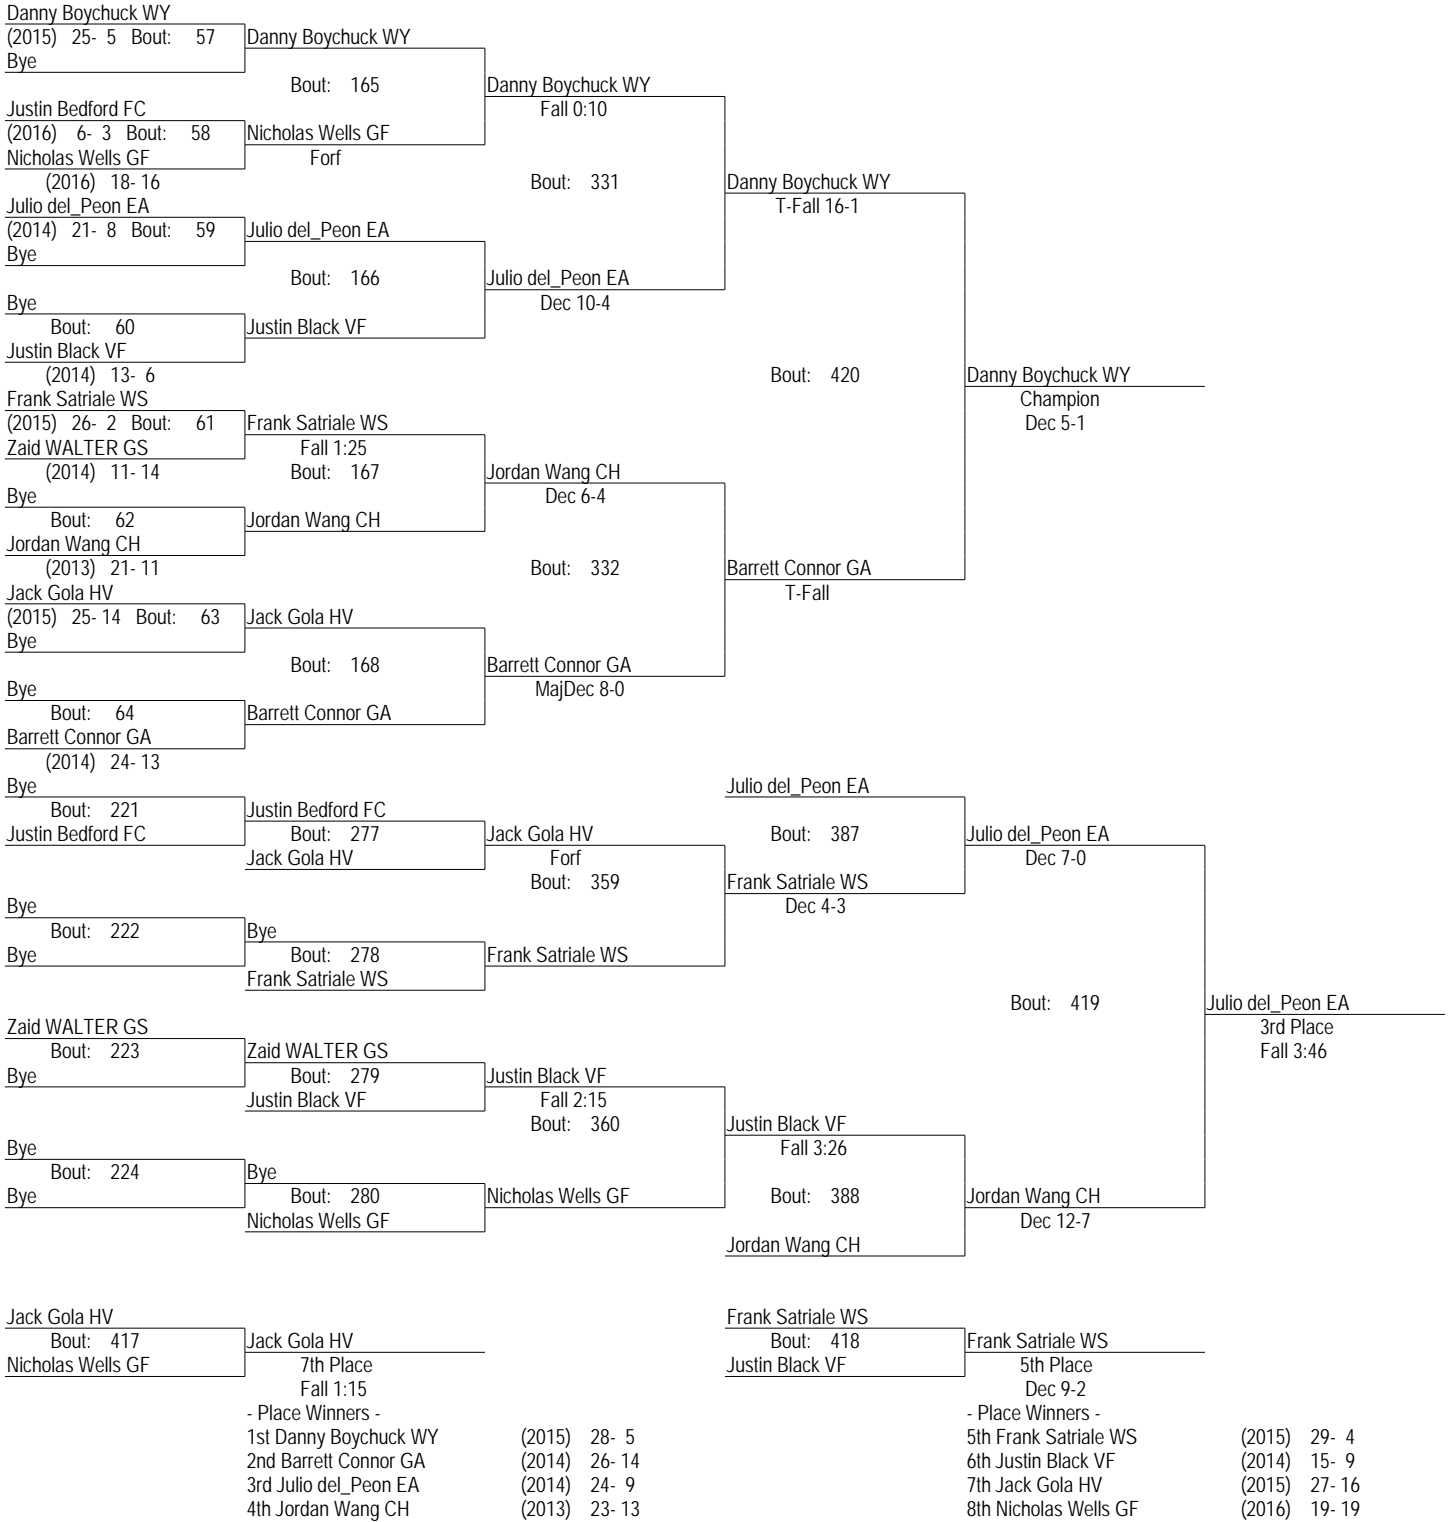 Danny Boychuck WY
(2015) 25- 5 Bout: 57 Danny Boychuck WY
Bye
Bout: 165 Danny Boychuck WY
Justin Bedford FC Fall 0:10
(2016) 6- 3 Bout: 58 Nicholas Wells GF
Nicholas Wells GF Forf
(2016) 18- 16 Bout: 331 Danny Boychuck WY
Julio del_Peon EA T-Fall 16-1
(2014) 21- 8 Bout: 59 Julio del_Peon EA
Bye
Bout: 166 Julio del_Peon EA
Bye Dec 10-4
Bout: 60 Justin Black VF
Justin Black VF
(2014) 13- 6 Bout: 420 Danny Boychuck WY
Frank Satriale WS Champion
(2015) 26- 2 Bout: 61 Frank Satriale WS Dec 5-1
Zaid WALTER GS Fall 1:25
(2014) 11- 14 Bout: 167 Jordan Wang CH
Bye Dec 6-4
Bout: 62 Jordan Wang CH
Jordan Wang CH
(2013) 21- 11 Bout: 332 Barrett Connor GA
Jack Gola HV T-Fall
(2015) 25- 14 Bout: 63 Jack Gola HV
Bye
Bout: 168 Barrett Connor GA
Bye MajDec 8-0
Bout: 64 Barrett Connor GA
Barrett Connor GA
(2014) 24- 13
Bye Julio del_Peon EA
Bout: 221 Justin Bedford FC
Justin Bedford FC Bout: 277 Jack Gola HV Bout: 387 Julio del_Peon EA
Jack Gola HV Forf Dec 7-0
Bout: 359 Frank Satriale WS
Bye Dec 4-3
Bout: 222 Bye
Bye Bout: 278 Frank Satriale WS
Frank Satriale WS
Bout: 419 Julio del_Peon EA
Zaid WALTER GS 3rd Place
Bout: 223 Zaid WALTER GS Fall 3:46
Bye Bout: 279 Justin Black VF
Justin Black VF Fall 2:15
Bout: 360 Justin Black VF
Bye Fall 3:26
Bout: 224 Bye
Bye Bout: 280 Nicholas Wells GF Bout: 388 Jordan Wang CH
Nicholas Wells GF Dec 12-7
Jordan Wang CH
Jack Gola HV Frank Satriale WS
Bout: 417 Jack Gola HV Bout: 418 Frank Satriale WS
Nicholas Wells GF 7th Place Justin Black VF 5th Place
Fall 1:15 Dec 9-2
- Place Winners - - Place Winners -
1st Danny Boychuck WY (2015) 28- 5 5th Frank Satriale WS (2015) 29- 4
2nd Barrett Connor GA (2014) 26- 14 6th Justin Black VF (2014) 15- 9
3rd Julio del_Peon EA (2014) 24- 9 7th Jack Gola HV (2015) 27- 16
4th Jordan Wang CH (2013) 23- 13 8th Nicholas Wells GF (2016) 19- 19